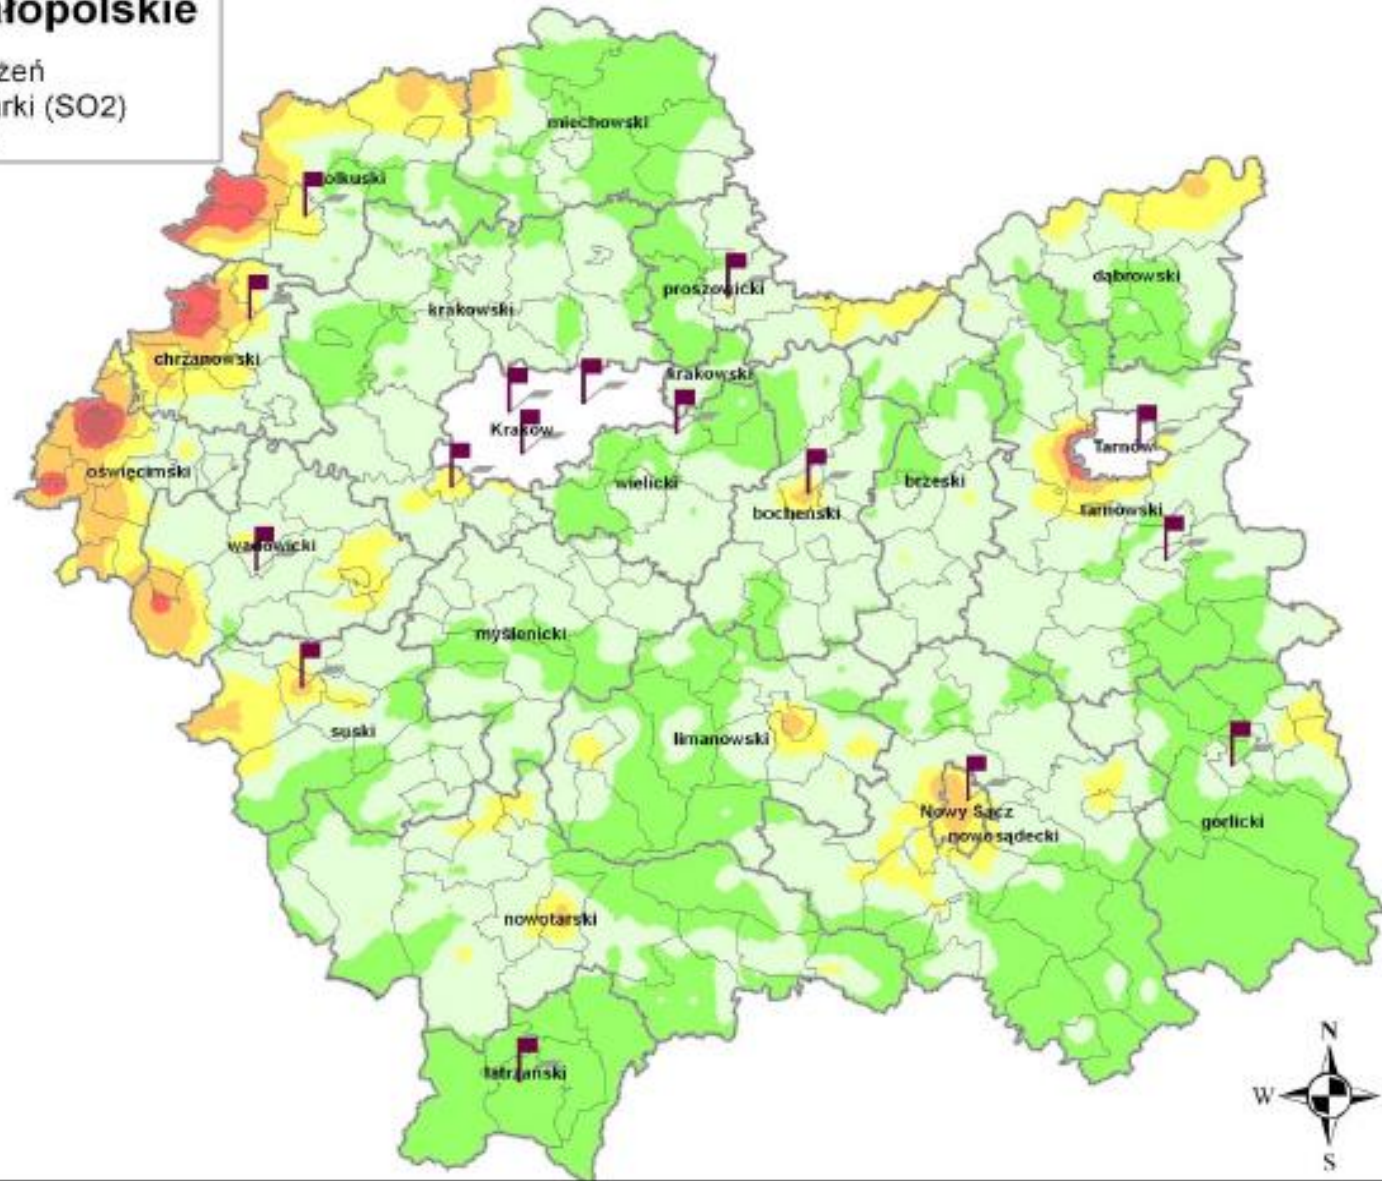 ałopolskie
żeń
rki (SO2)
miechowski
olkuski
dąbrowski
proszowicki
krakowski
chrzanowski
krakowski
Kraków
Tarnów
oświęcimski
wielicki
brzeski
bocheński
tarnowski
wadowicki
myślenicki
suski
limanowski
Nowy Sącz
gorlicki
nowosądecki
nowotarski
tatrzański
N
W
S